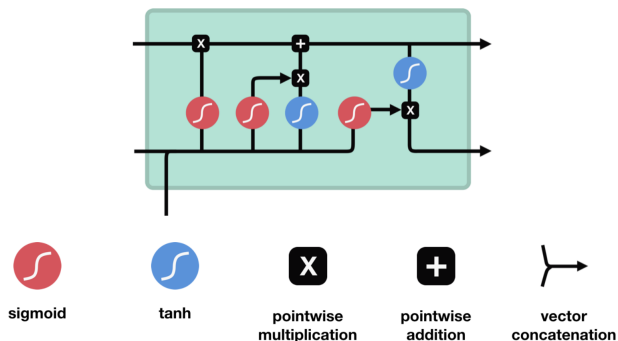 X
+
X
X
X
+
sigmoid
tanh
pointwise
multiplication
pointwise
addition
vector
concatenation